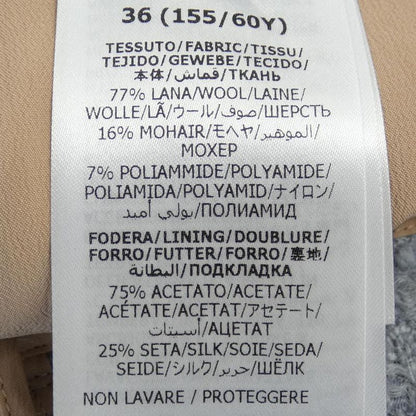 36 (155/60Y)
TESSUTO/FABRIC/TISSU/
TEJIDO/GEWEBE/TECIDO/
本体/قماش/ТКАНЬ
77% LANA/WOOL/LAINE/
WOLLE/LÃ/ウール/صوف/ШЕРСТЬ
16% MOHAIR/モヘヤ/الموهير/
МОХЕР
7% POLIAMMIDE/POLYAMIDE/
POLIAMIDA/POLYAMID/ナイロン/
بولي أميد/ПОЛИАМИД
FODERA/LINING/DOUBLURE/
FORRO/FUTTER/FORRO/裏地/
البطانة/ПОДКЛАДКА
75% ACETATO/ACETATE/
ACÉTATE/ACETAT/アセテート/
أسيتات/АЦЕТАТ
25% SETA/SILK/SOIE/SEDA/
SEIDE/シルク/حرير/ШЁЛК
NON LAVARE / PROTEGGERE